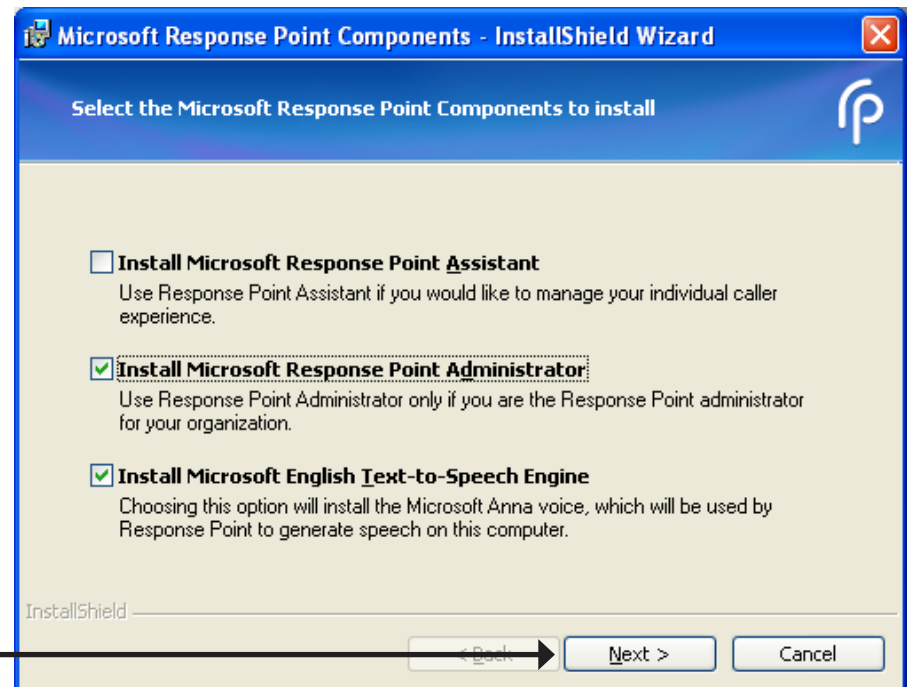 Microsoft Response Point Components - InstallShield Wizard
Select the Microsoft Response Point Components to install
rp
Install Microsoft Response Point Assistant
Use Response Point Assistant if you would like to manage your individual caller
experience.
Install Microsoft Response Point Administrator
Use Response Point Administrator only if you are the Response Point administrator
for your organization.
Install Microsoft English Text-to-Speech Engine
Choosing this option will install the Microsoft Anna voice, which will be used by
Response Point to generate speech on this computer.
InstallShield
< Back
Next >
Cancel